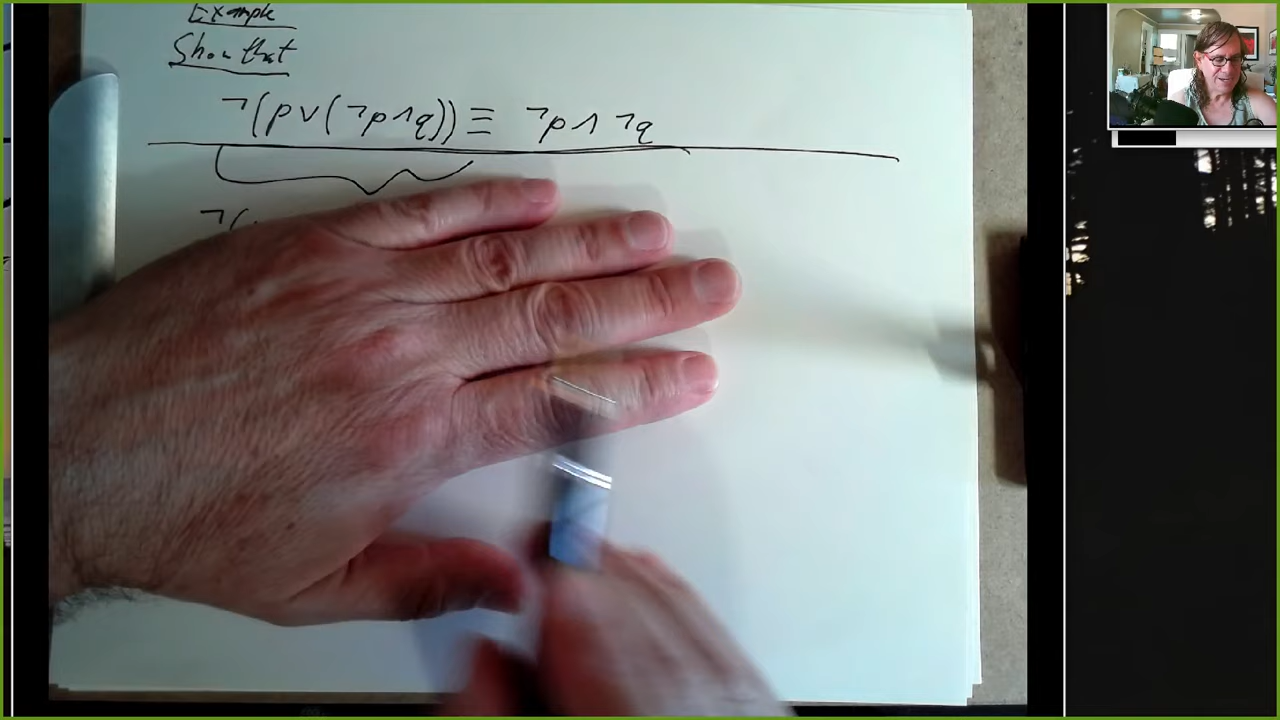 Example
Show that
¬(p∨(¬p∧q)) ≡ ¬p∧¬q
¬(